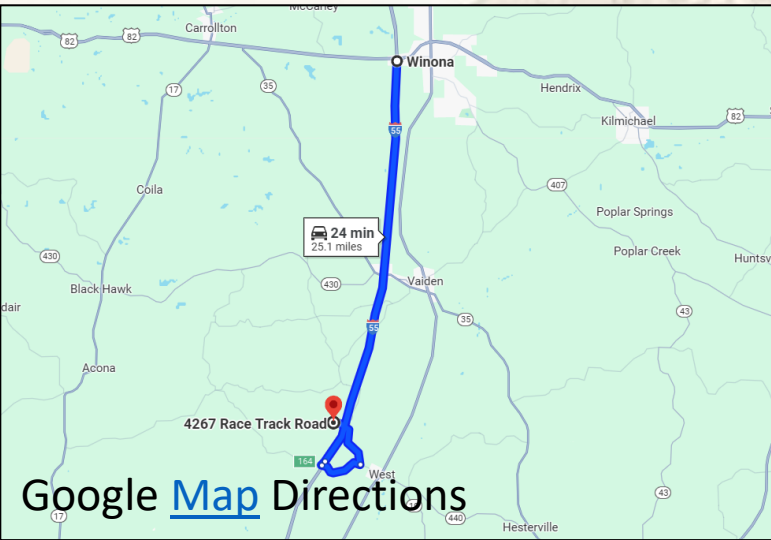 McCarley
Carrollton
82
82
Winona
17
35
Hendrix
55
Kilmichael
82
407
Coila
Poplar Springs
24 min
25.1 miles
Poplar Creek
430
Huntsv
Black Hawk
430
Vaiden
43
dair
55
35
Acona
4267 Race Track Road
164
West
Google Map Directions
43
17
440
Hesterville